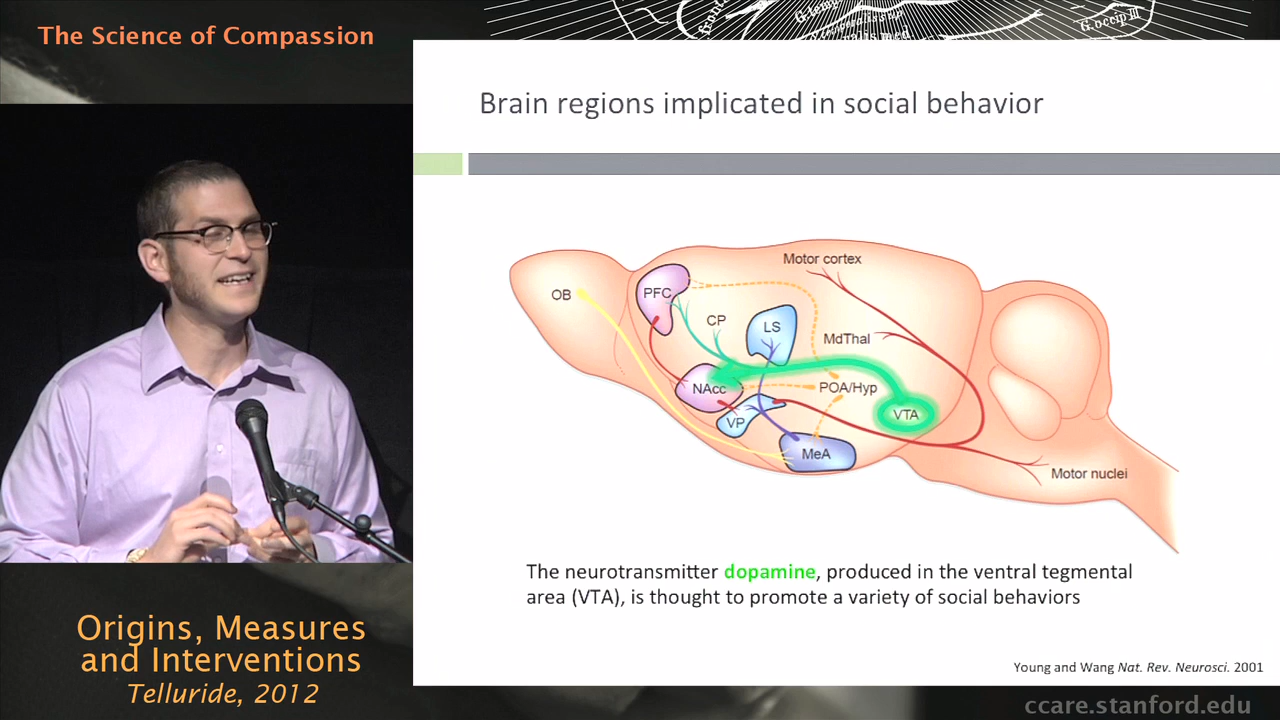 The Science of Compassion
G.occip III
Brain regions implicated in social behavior
Motor cortex
OB
PFC
CP
LS
MdThal
NAcc
POA/Hyp
VTA
VP
MeA
Motor nuclei
The neurotransmitter dopamine, produced in the ventral tegmental
area (VTA), is thought to promote a variety of social behaviors
Young and Wang Nat. Rev. Neurosci. 2001
Origins, Measures
and Interventions
Telluride, 2012
ccare.stanford.edu